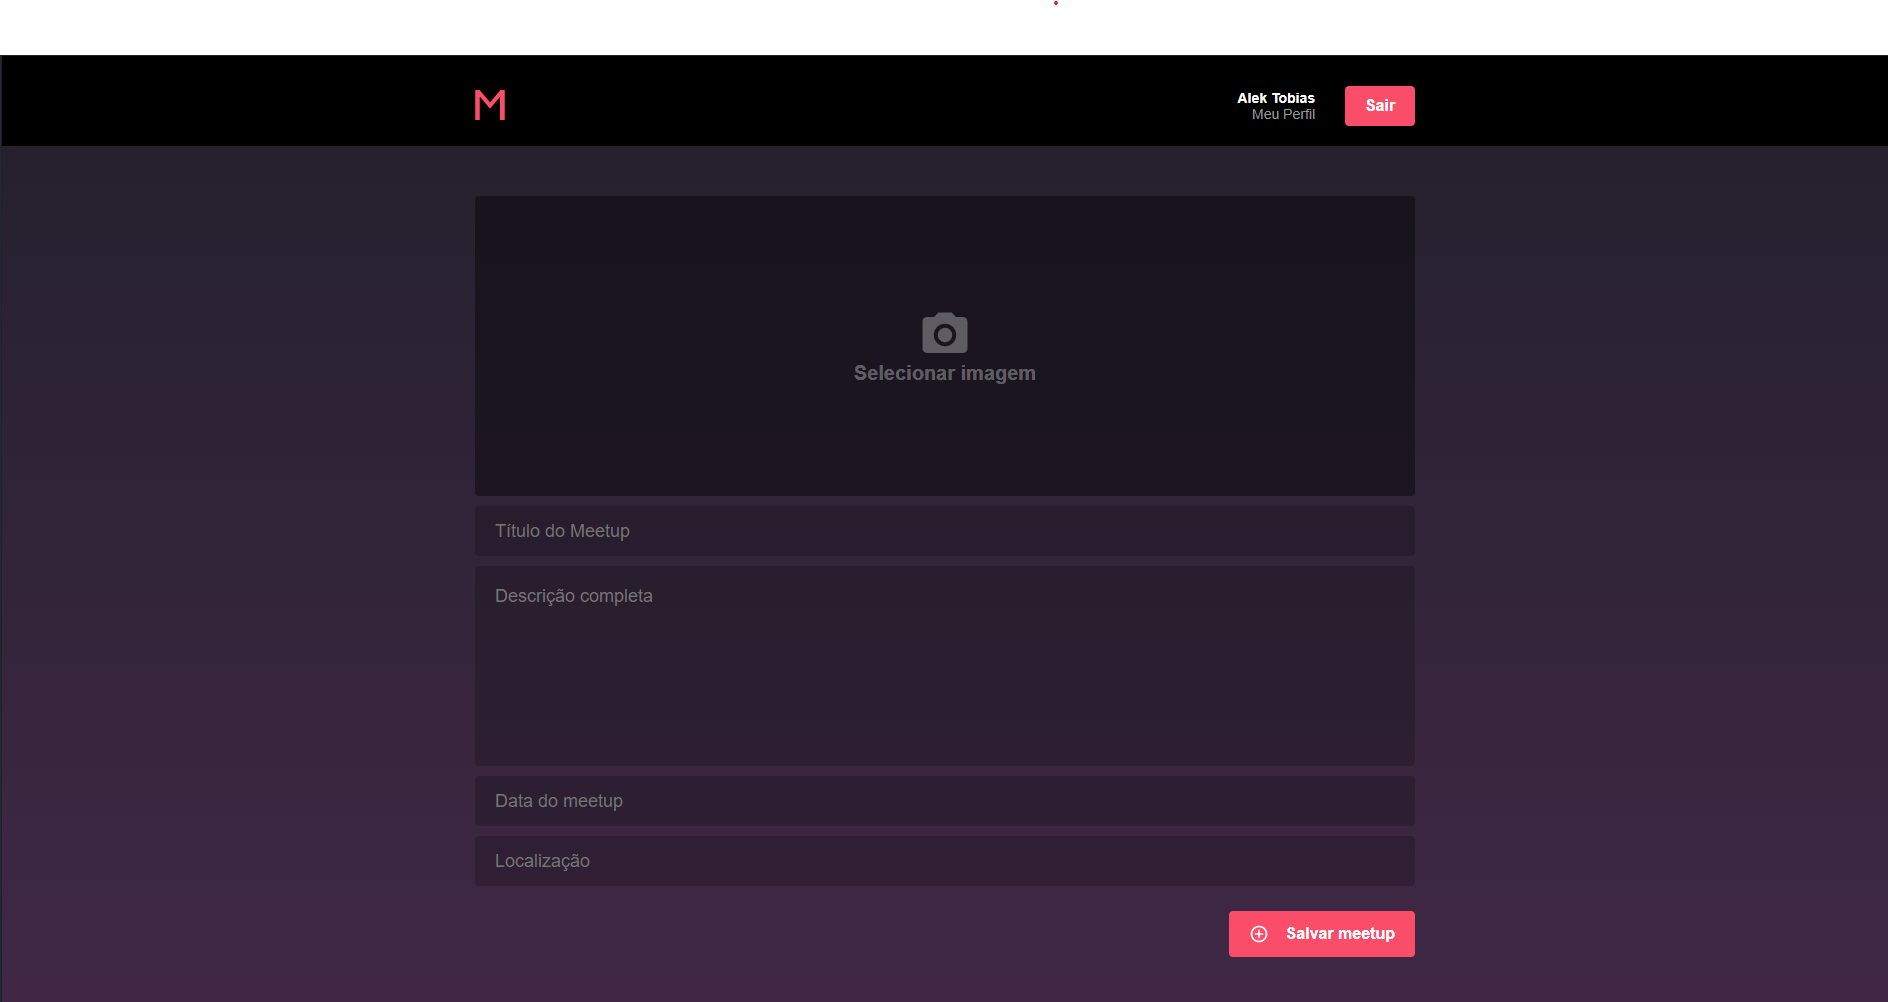 M
Alek Tobias
Meu Perfil
Sair
Selecionar imagem
Título do Meetup
Descrição completa
Data do meetup
Localização
Salvar meetup